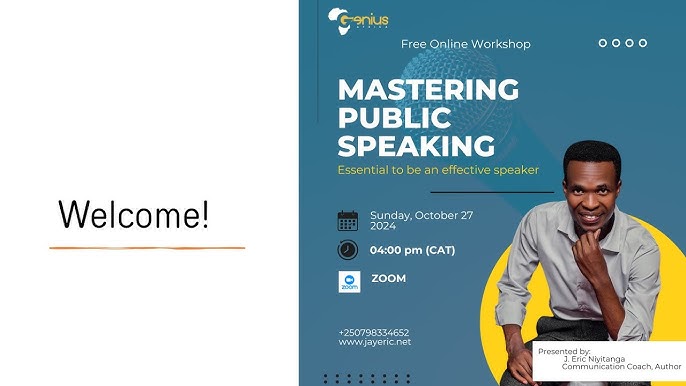 Welcome!
Genius
AFRICA
Free Online Workshop
MASTERING
PUBLIC
SPEAKING
Essential to be an effective speaker
Sunday, October 27
2024
04:00 pm (CAT)
zoom
ZOOM
+250798334652
www.jayeric.net
Presented by:
J. Eric Niyitanga
Communication Coach, Author